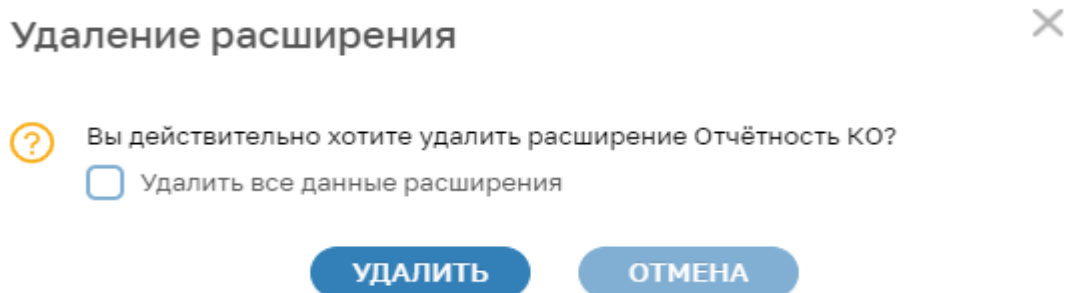 Удаление расширения
Вы действительно хотите удалить расширение Отчётность КО?
Удалить все данные расширения
УДАЛИТЬ ОТМЕНА